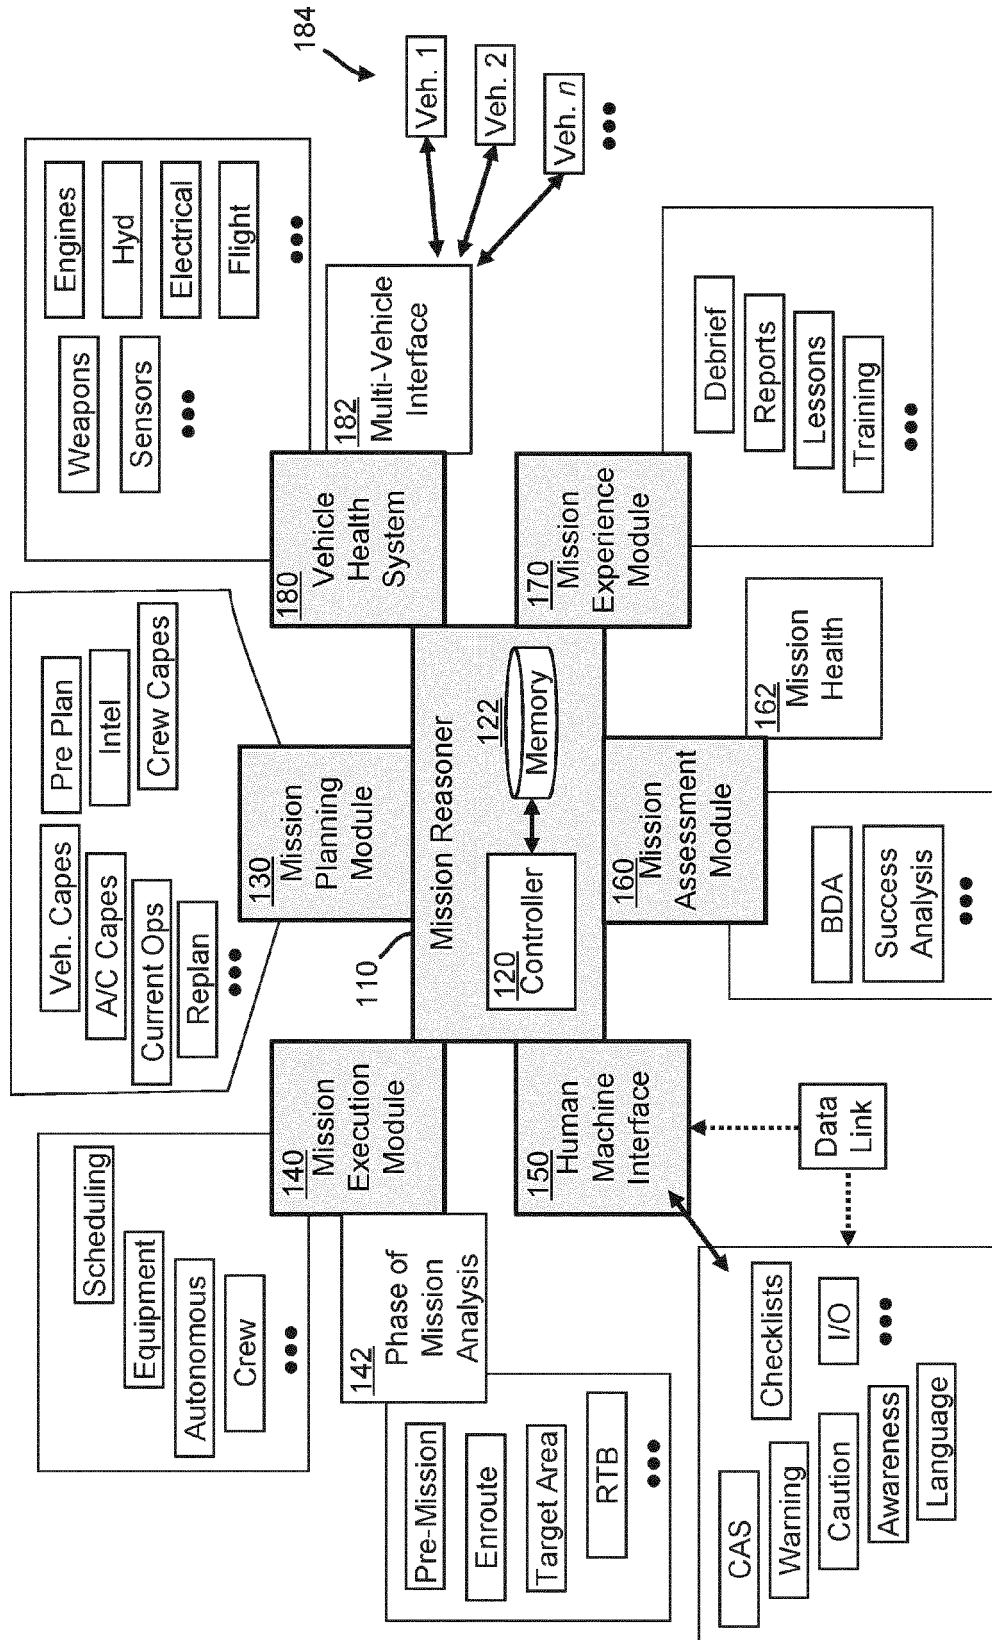 Scheduling
Equipment
Autonomous
Crew
•••
Veh. Capes
A/C Capes
Current Ops
Replan
•••
Pre Plan
Intel
Crew Capes
Weapons
Sensors
•••
Engines
Hyd
Electrical
Flight
•••
140
Mission
Execution
Module
130
Mission
Planning
Module
180
Vehicle
Health
System
142
Phase of
Mission
Analysis
Pre-Mission
Enroute
Target Area
RTB
•••
182
Multi-Vehicle
Interface
184
Veh. 1
Veh. 2
Veh. n
•••
110
Mission Reasoner
120
Controller
122
Memory
150
Human
Machine
Interface
160
Mission
Assessment
Module
170
Mission
Experience
Module
Data
Link
CAS
Warning
Caution
Awareness
Language
Checklists
I/O
•••
BDA
Success
Analysis
•••
162
Mission
Health
Debrief
Reports
Lessons
Training
•••